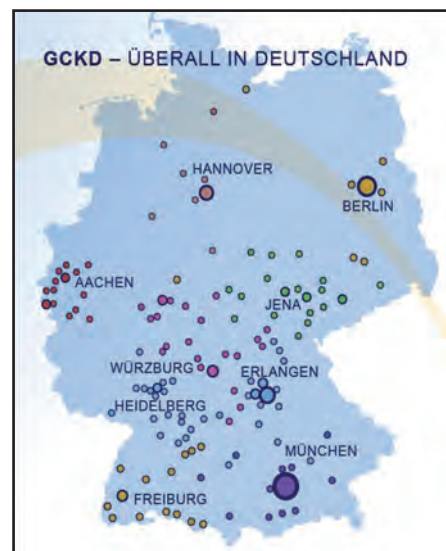 GCKD – ÜBERALL IN DEUTSCHLAND
HANNOVER
BERLIN
AACHEN
JENA
WÜRZBURG
ERLANGEN
HEIDELBERG
MÜNCHEN
FREIBURG